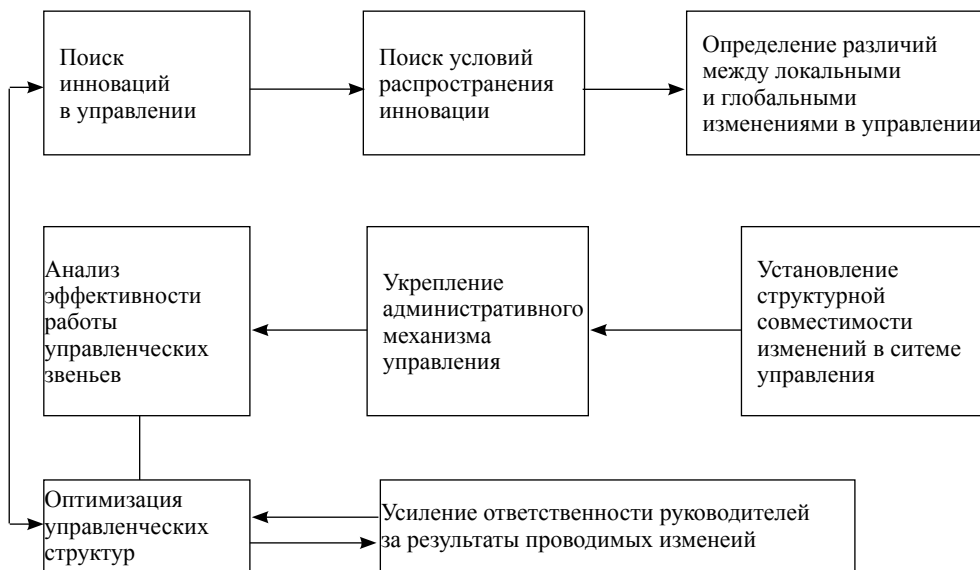 Поиск
инноваций
в управлении
Поиск условий
распространения
инновации
Определение различий
между локальными
и глобальными
изменениями в управлении
Анализ
эффективности
работы
управленческих
звеньев
Укрепление
административного
механизма
управления
Установление
структурной
совместимости
изменений в ситеме
управления
Оптимизация
управленческих
структур
Усиление ответственности руководителей
за результаты проводимых изменеий